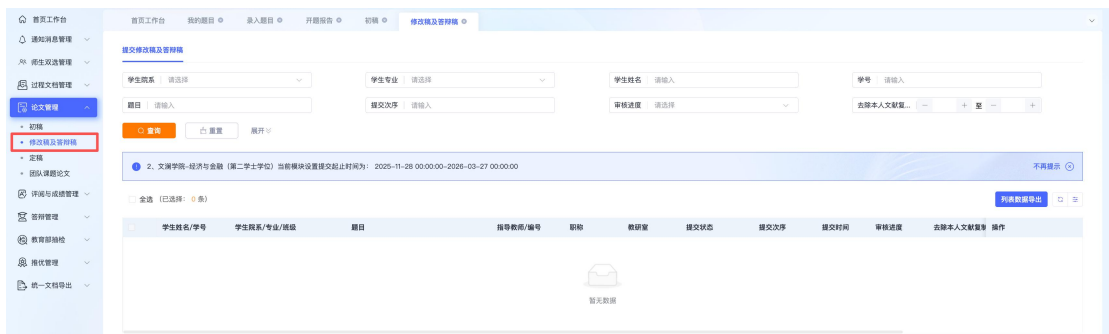 首页工作台
通知消息管理
师生双选管理
过程文档管理
论文管理
初稿
修改稿及答辩稿
定稿
团队课题论文
评阅与成绩管理
答辩管理
教育部抽检
推优管理
统一文档导出
首页工作台 我的题目 录入题目 开题报告 初稿 修改稿及答辩稿
提交修改稿及答辩稿
学生院系 请选择 学生专业 请选择 学生姓名 请输入 学号 请输入
题目 请输入 提交次序 请输入 审核进度 请选择 去除本人文献复... 至
查询 重置 展开
2、文澜学院-经济与金融(第二学士学位)当前模块设置提交起止时间为: 2025-11-28 00:00:00-2026-03-27 00:00:00 不再提示
全选 (已选择: 0 条) 列表数据导出
学生姓名/学号 学生院系/专业/班级 题目 指导教师/编号 职称 教研室 提交状态 提交次序 提交时间 审核进度 去除本人文献复制 操作
暂无数据